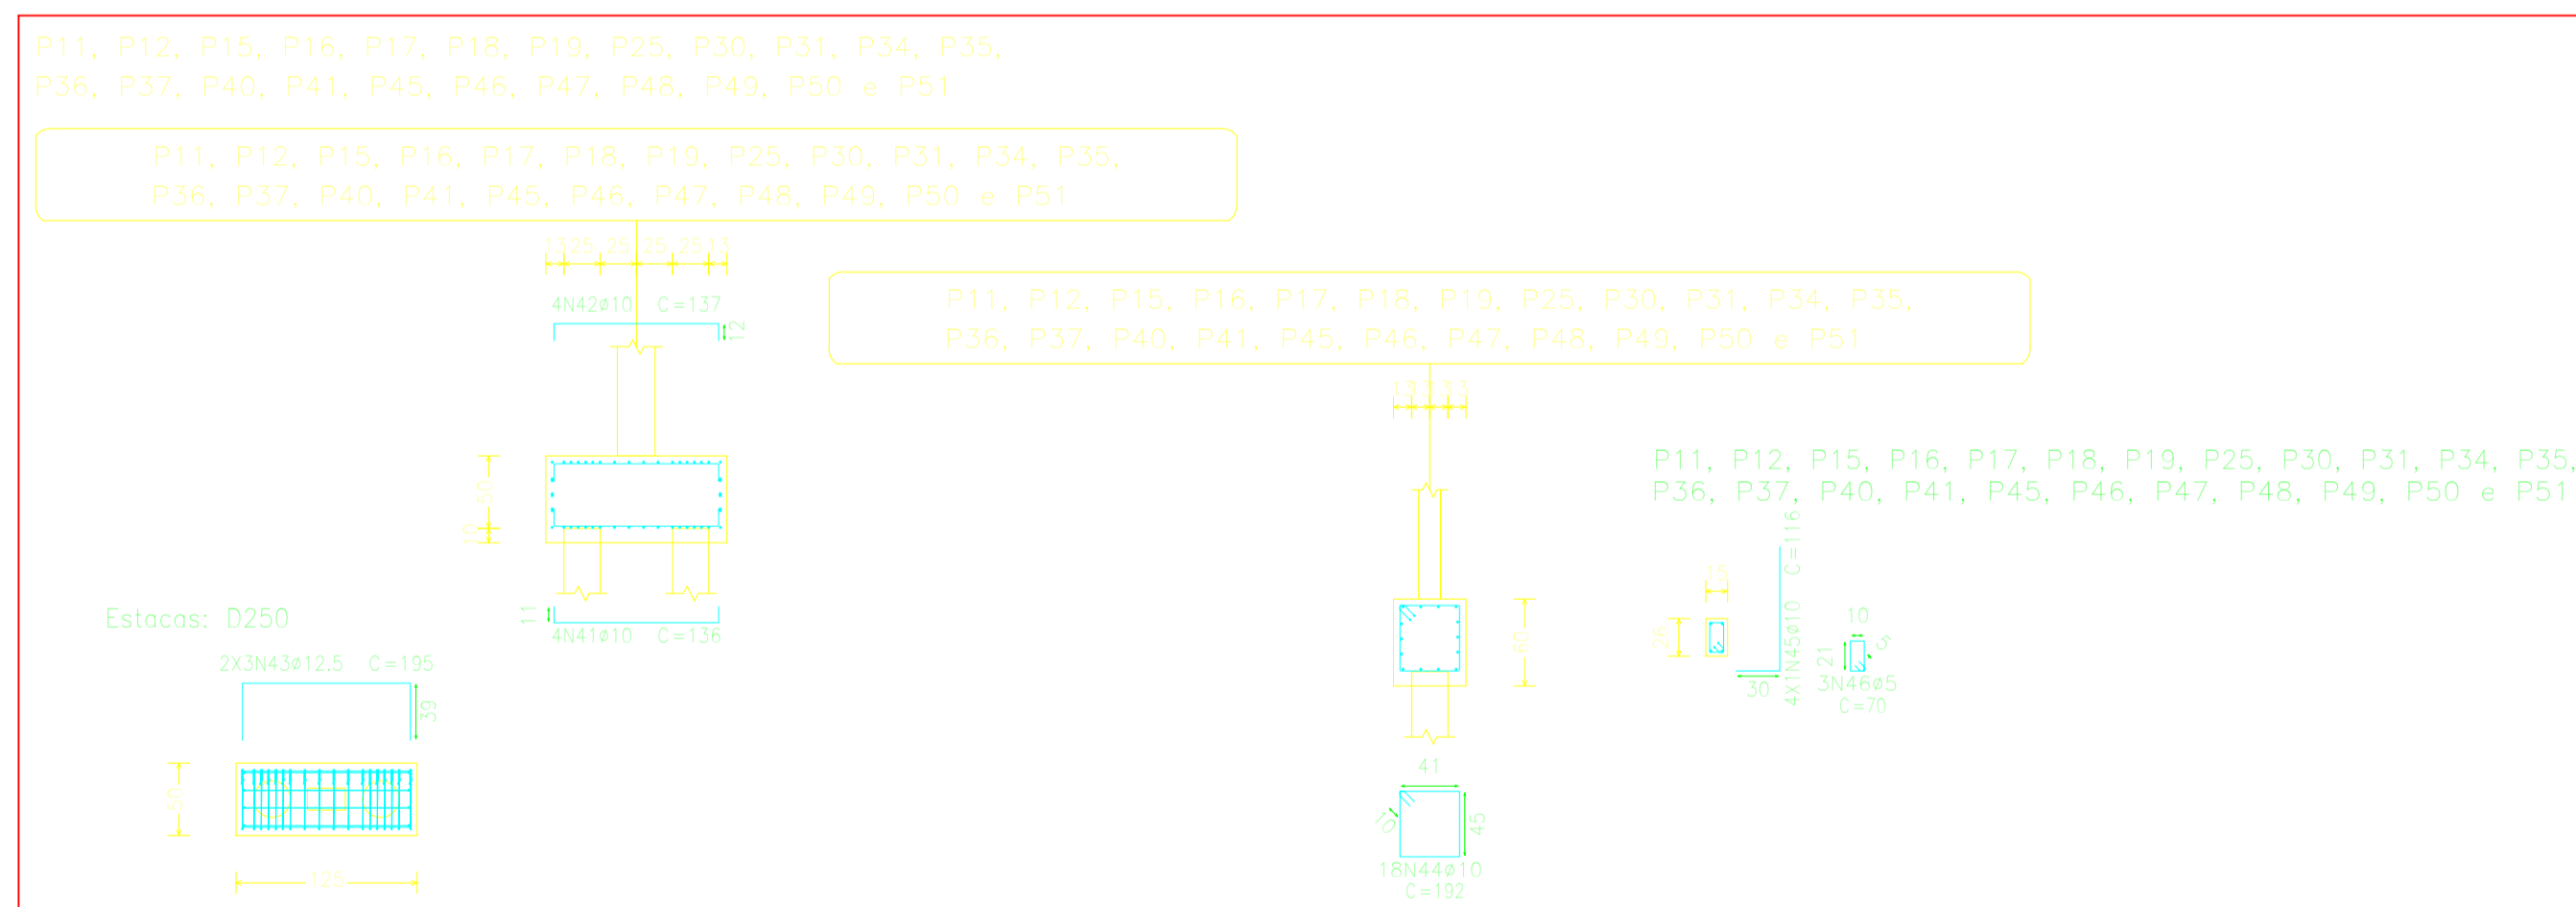 P11, P12, P15, P16, P17, P18, P19, P25, P30, P31, P34, P35,
P36, P37, P40, P41, P45, P46, P47, P48, P49, P50 e P51
P11, P12, P15, P16, P17, P18, P19, P25, P30, P31, P34, P35,
P36, P37, P40, P41, P45, P46, P47, P48, P49, P50 e P51
13 25 25 25 25 13
4N42ø10 C=137
12
50
10
11
4N41ø10 C=136
Estacas: D250
2X3N43ø12.5 C=195
39
50
125
P11, P12, P15, P16, P17, P18, P19, P25, P30, P31, P34, P35,
P36, P37, P40, P41, P45, P46, P47, P48, P49, P50 e P51
13 13 13 13
60
41
10
45
18N44ø10
C=192
P11, P12, P15, P16, P17, P18, P19, P25, P30, P31, P34, P35,
P36, P37, P40, P41, P45, P46, P47, P48, P49, P50 e P51
15
26
30
4X1N45ø10 C=116
10
5
21
3N46ø5
C=70